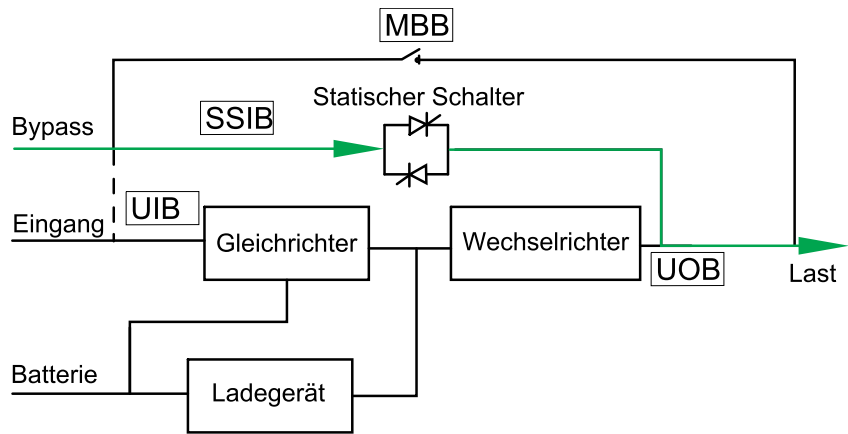 MBB
Statischer Schalter
SSIB
Bypass
UIB
Eingang
Gleichrichter
Wechselrichter
UOB
Last
Batterie
Ladegerät